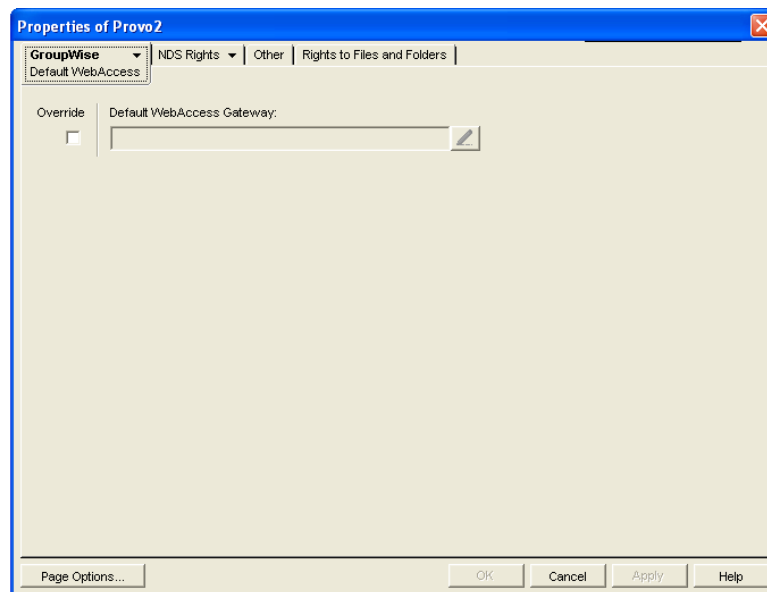 Properties of Provo2
GroupWise NDS Rights Other Rights to Files and Folders
Default WebAccess
Override Default WebAccess Gateway:
Page Options... OK Cancel Apply Help